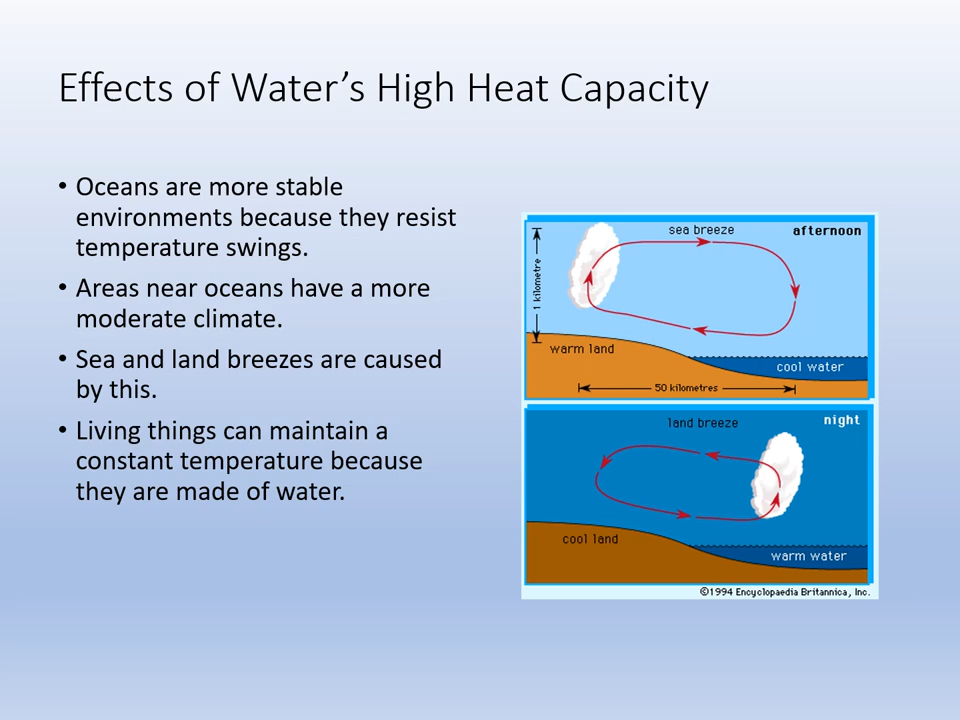 Effects of Water’s High Heat Capacity
• Oceans are more stable
environments because they resist
temperature swings.
• Areas near oceans have a more
moderate climate.
• Sea and land breezes are caused
by this.
• Living things can maintain a
constant temperature because
they are made of water.
sea breeze
afternoon
1 kilometre
warm land
cool water
50 kilometres
land breeze
night
cool land
warm water
©1994 Encyclopaedia Britannica, Inc.